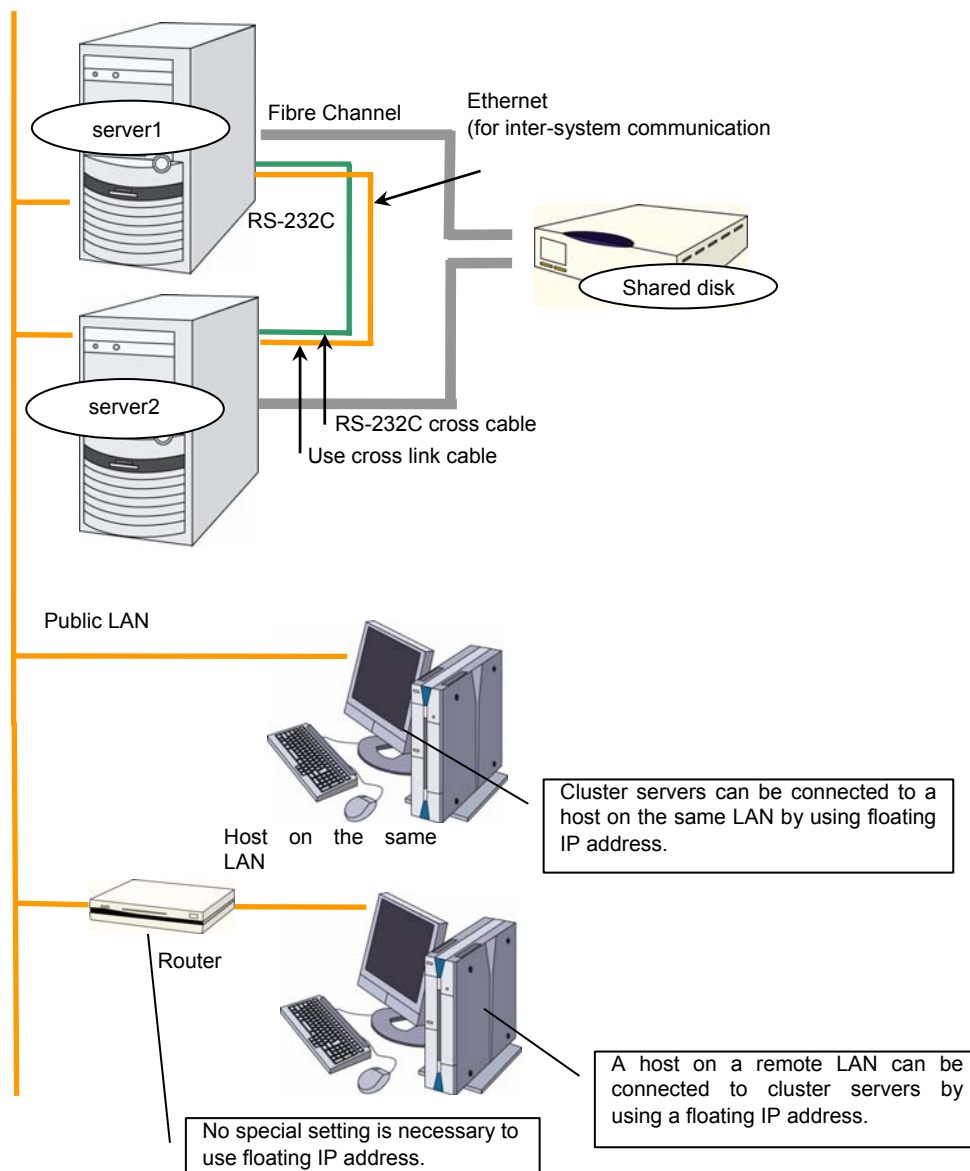 Ethernet
(for inter-system communication
Fibre Channel
server1
RS-232C
Shared disk
server2
RS-232C cross cable
Use cross link cable
Public LAN
Cluster servers can be connected to a
host on the same LAN by using floating
IP address.
Host on the same
LAN
Router
A host on a remote LAN can be
connected to cluster servers by
using a floating IP address.
No special setting is necessary to
use floating IP address.